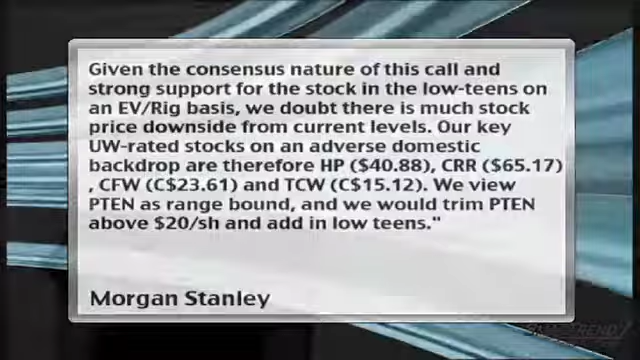 Given the consensus nature of this call and
strong support for the stock in the low-teens on
an EV/Rig basis, we doubt there is much stock
price downside from current levels. Our key
UW-rated stocks on an adverse domestic
backdrop are therefore HP ($40.88), CRR ($65.17)
, CFW (C$23.61) and TCW (C$15.12). We view
PTEN as range bound, and we would trim PTEN
above $20/sh and add in low teens."
Morgan Stanley